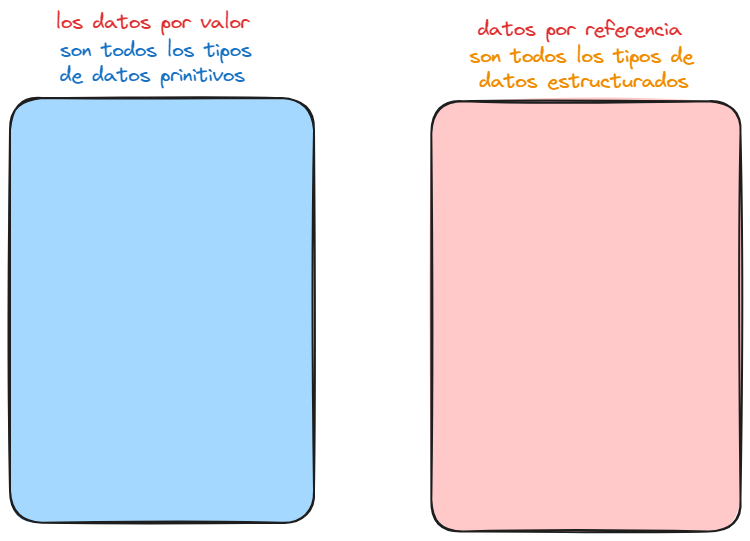 los datos por valor
son todos los tipos
de datos prinitivos
datos por referencia
son todos los tipos de
datos estructurados